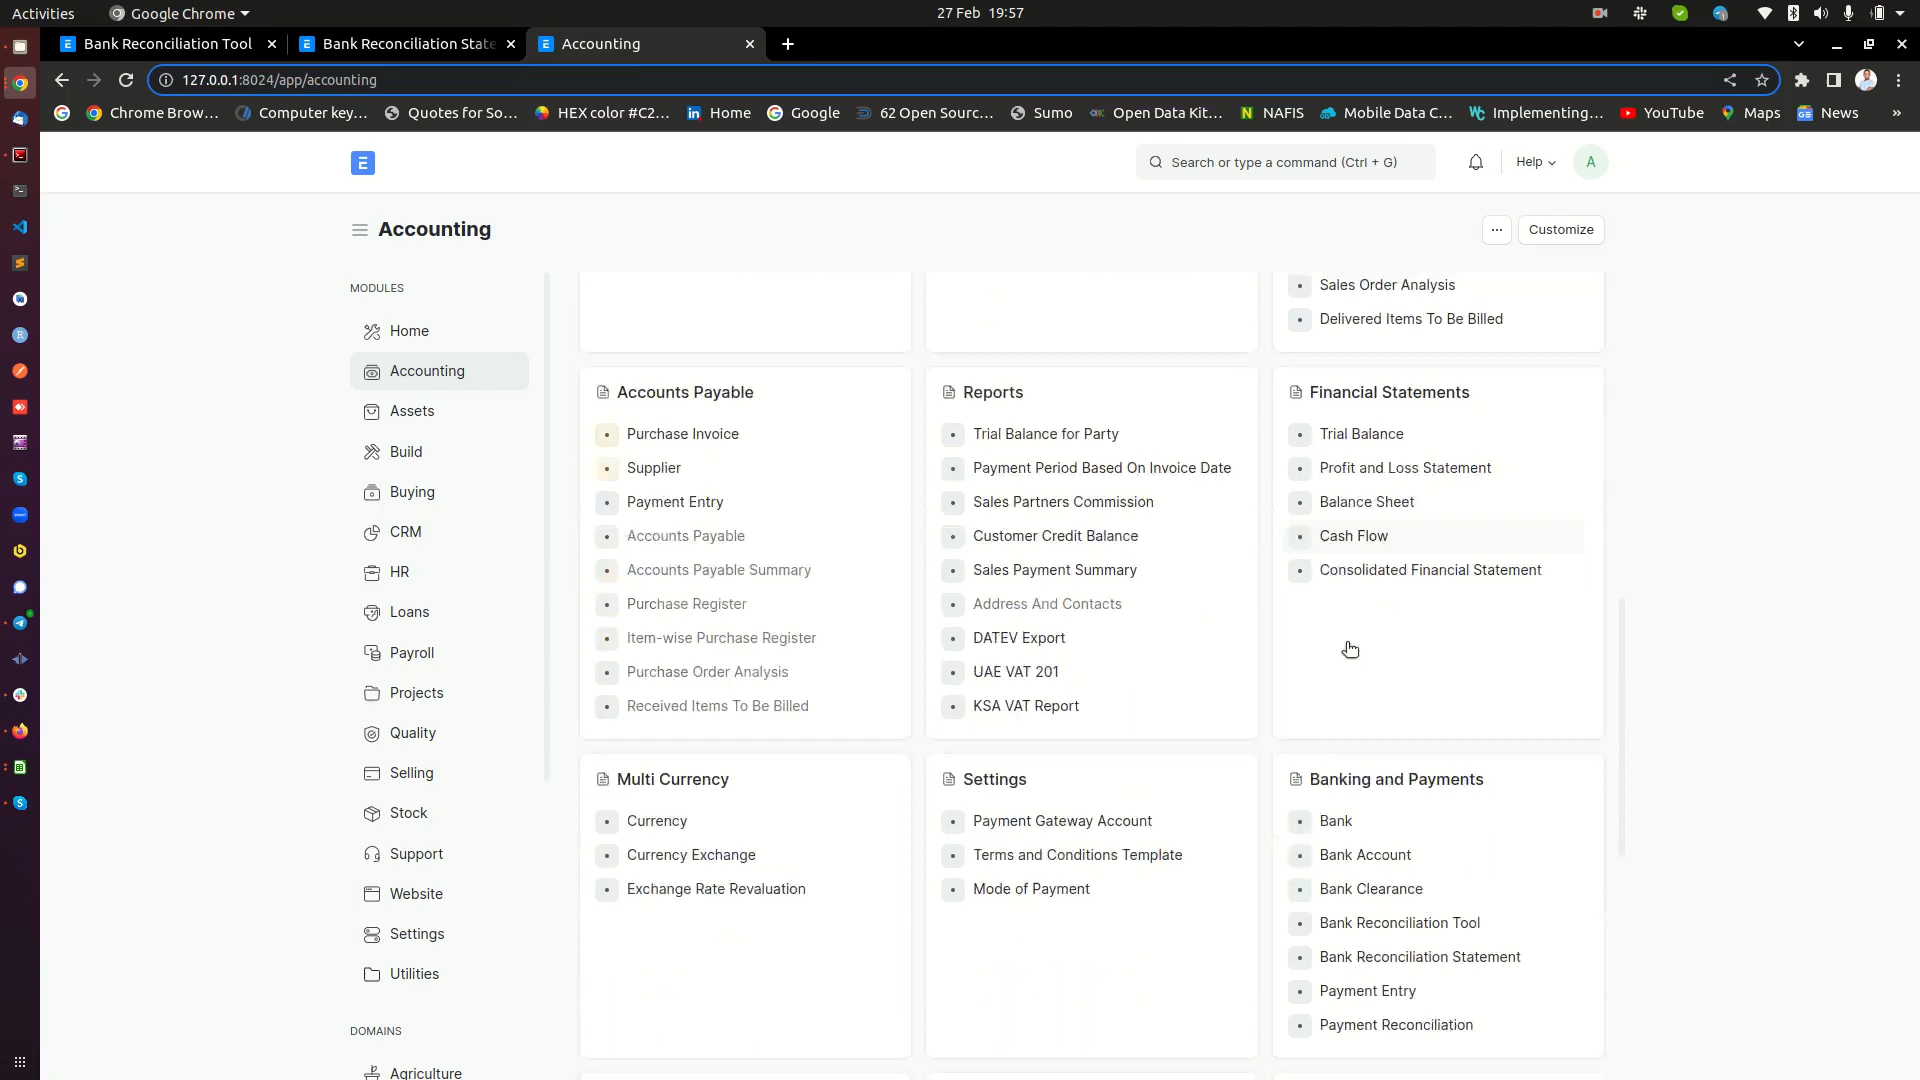 Activities
Google Chrome
27 Feb 19:57
Bank Reconciliation Tool
Bank Reconciliation State
Accounting
127.0.0.1:8024/app/accounting
Chrome Brow...
Computer key...
Quotes for So...
HEX color #C2...
Home
Google
62 Open Sourc...
Sumo
Open Data Kit...
NAFIS
Mobile Data C...
Implementing...
YouTube
Maps
News
»
E
Search or type a command (Ctrl + G)
Help
A
Accounting
...
Customize
MODULES
Home
Accounting
Assets
Build
Buying
CRM
HR
Loans
Payroll
Projects
Quality
Selling
Stock
Support
Website
Settings
Utilities
DOMAINS
Agriculture
Sales Order Analysis
Delivered Items To Be Billed
Accounts Payable
Purchase Invoice
Supplier
Payment Entry
Accounts Payable
Accounts Payable Summary
Purchase Register
Item-wise Purchase Register
Purchase Order Analysis
Received Items To Be Billed
Reports
Trial Balance for Party
Payment Period Based On Invoice Date
Sales Partners Commission
Customer Credit Balance
Sales Payment Summary
Address And Contacts
DATEV Export
UAE VAT 201
KSA VAT Report
Financial Statements
Trial Balance
Profit and Loss Statement
Balance Sheet
Cash Flow
Consolidated Financial Statement
Multi Currency
Currency
Currency Exchange
Exchange Rate Revaluation
Settings
Payment Gateway Account
Terms and Conditions Template
Mode of Payment
Banking and Payments
Bank
Bank Account
Bank Clearance
Bank Reconciliation Tool
Bank Reconciliation Statement
Payment Entry
Payment Reconciliation